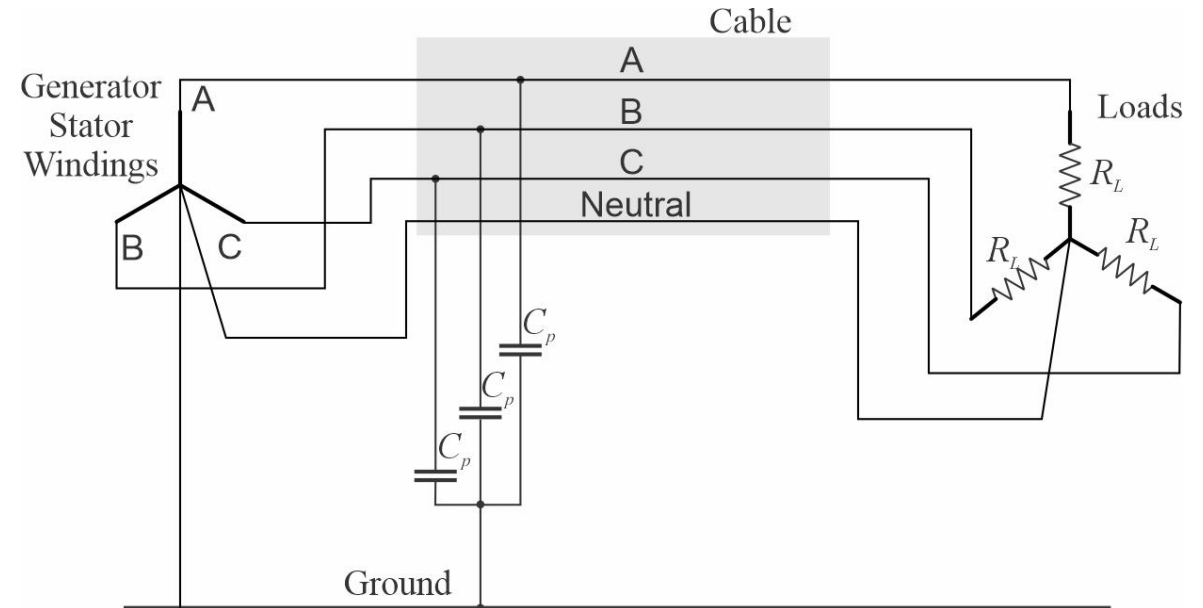 Cable
A
Generator
Stator
Windings
A
B
C
Neutral
B
C
Loads
R_L
R_L
R_L
C_p
C_p
C_p
Ground